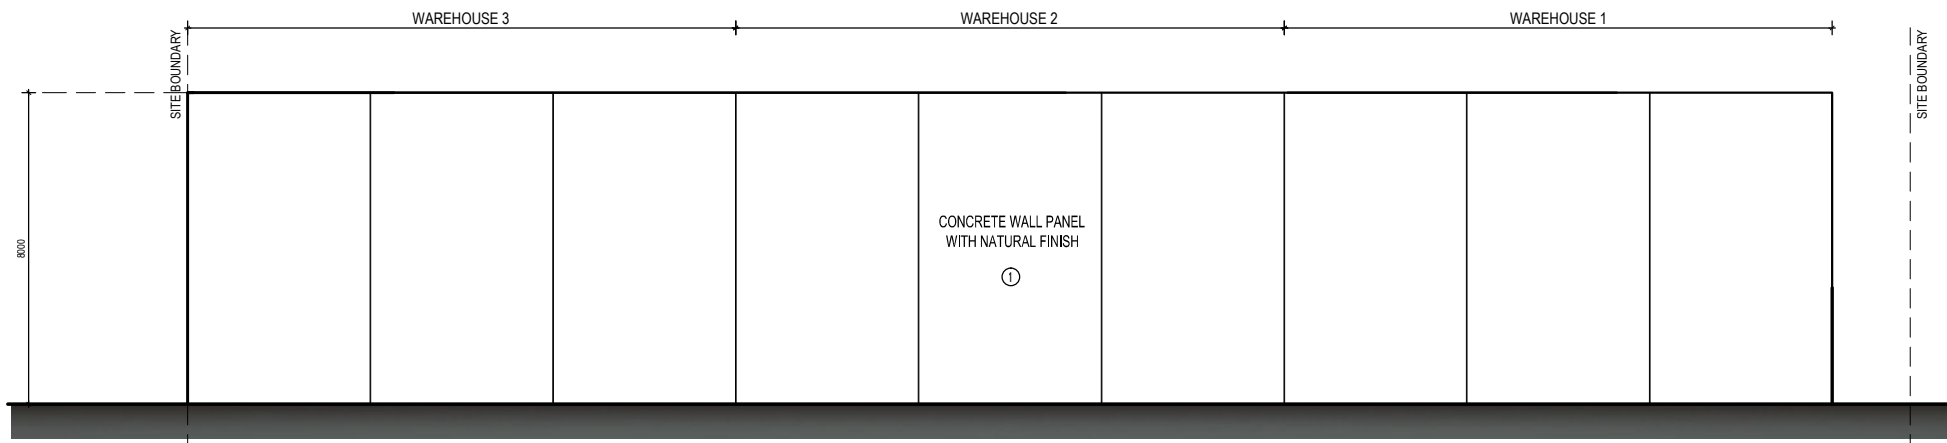 WAREHOUSE 3
WAREHOUSE 2
WAREHOUSE 1
SITE BOUNDARY
SITE BOUNDARY
8000
CONCRETE WALL PANEL
WITH NATURAL FINISH
1